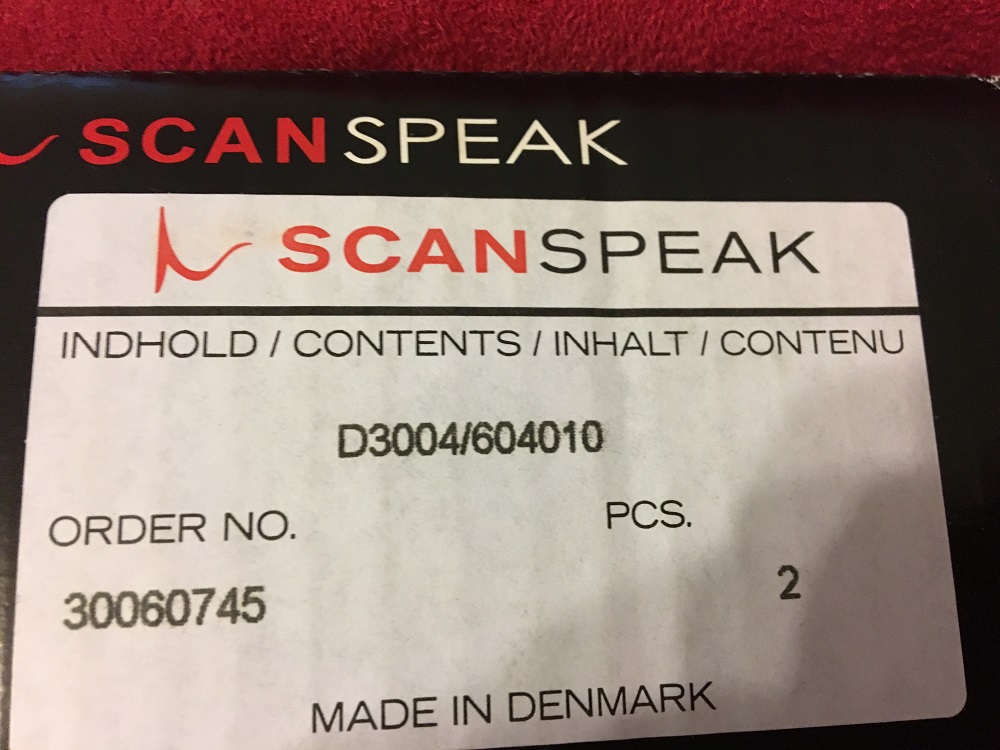 SCANSPEAK
SCANSPEAK
INDHOLD / CONTENTS / INHALT / CONTENU
D3004/604010
ORDER NO. PCS.
30060745 2
MADE IN DENMARK